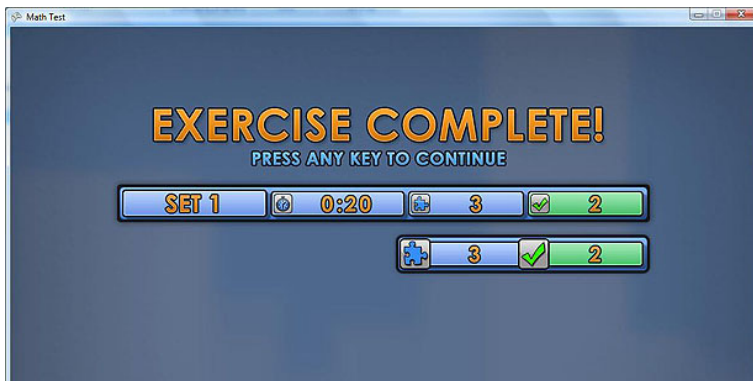 Math Test
EXERCISE COMPLETE!
PRESS ANY KEY TO CONTINUE
SET 1 0:20 3 2
3 2